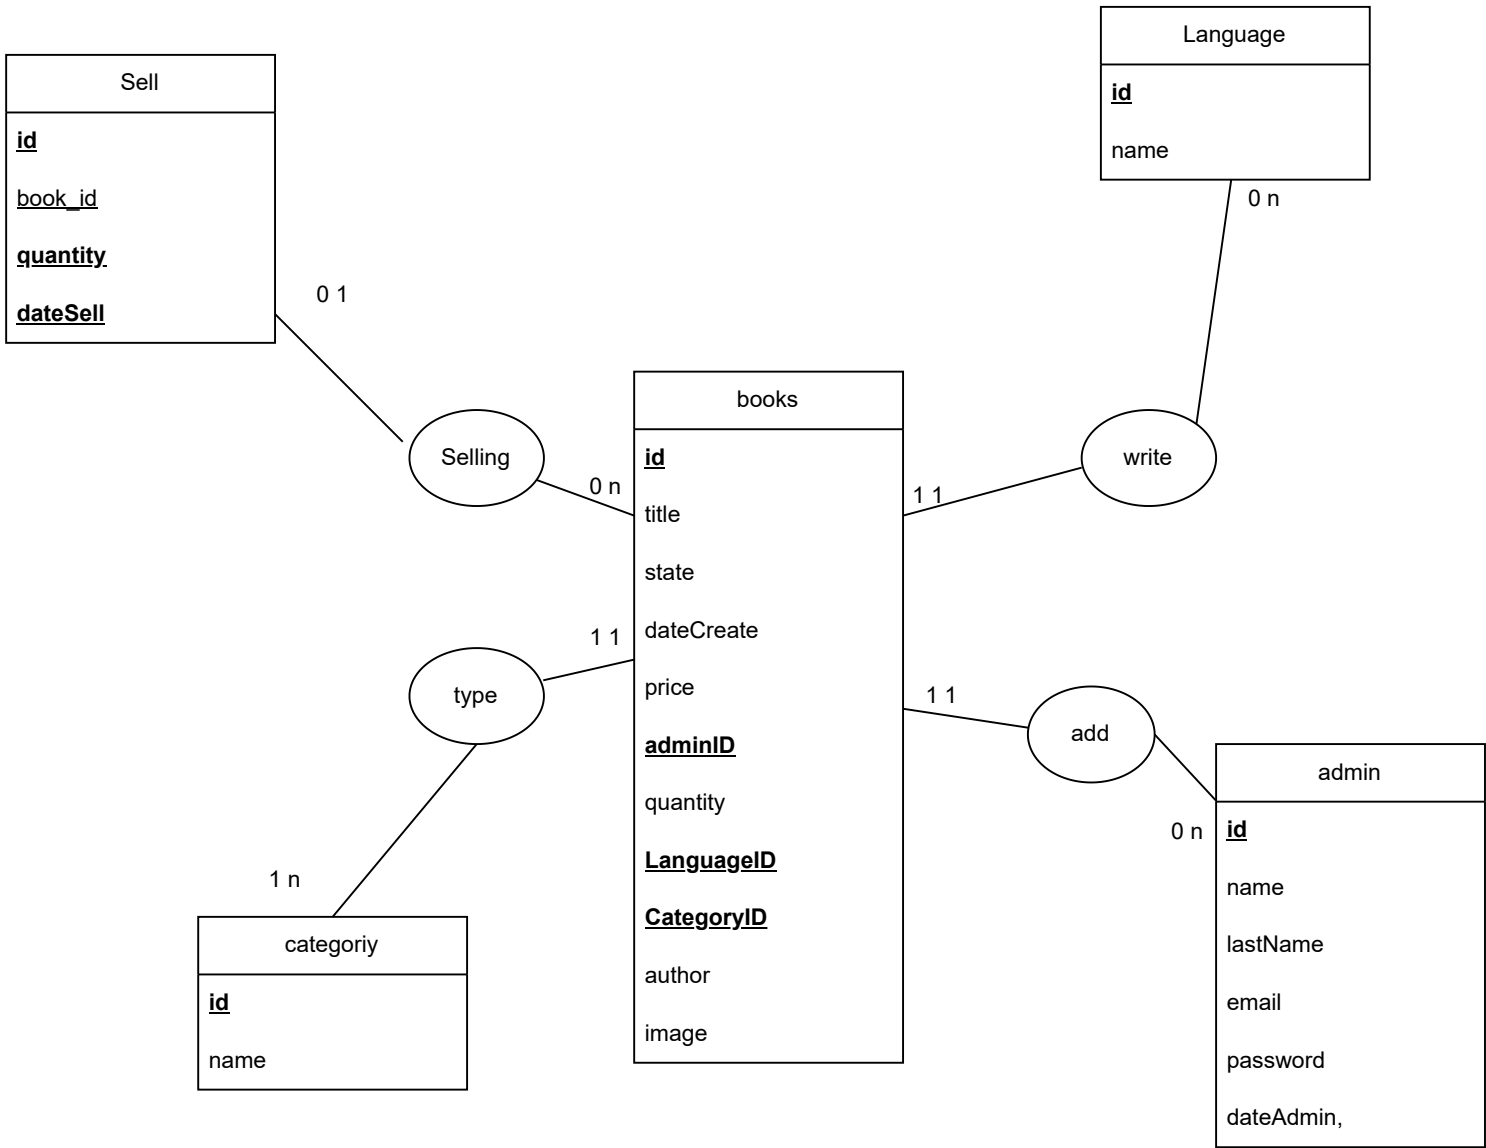 Language
id
name
0 n
Sell
id
book_id
quantity
dateSell
0 1
Selling
0 n
books
id
title
state
dateCreate
price
adminID
quantity
LanguageID
CategoryID
author
image
write
1 1
type
1 1
1 n
categoriy
id
name
add
1 1
0 n
admin
id
name
lastName
email
password
dateAdmin,